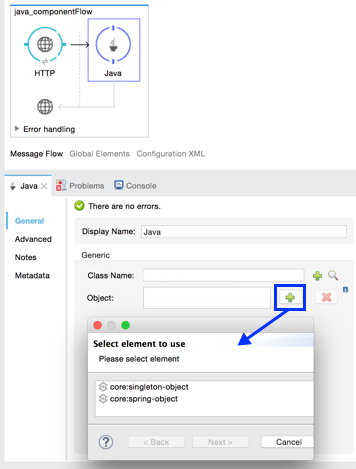 java_componentFlow
HTTP
Java
Error handling
Message Flow Global Elements Configuration XML
Java Problems Console
There are no errors.
General
Advanced
Notes
Metadata
Display Name: Java
Generic
Class Name:
Object:
Select element to use
Please select element
core:singleton-object
core:spring-object
? < Back Next > Cancel